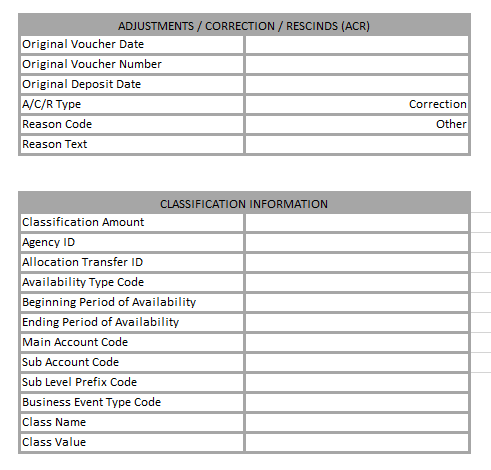 ADJUSTMENTS / CORRECTION / RESCINDS (ACR)
Original Voucher Date
Original Voucher Number
Original Deposit Date
A/C/R Type Correction
Reason Code Other
Reason Text
CLASSIFICATION INFORMATION
Classification Amount
Agency ID
Allocation Transfer ID
Availability Type Code
Beginning Period of Availability
Ending Period of Availability
Main Account Code
Sub Account Code
Sub Level Prefix Code
Business Event Type Code
Class Name
Class Value